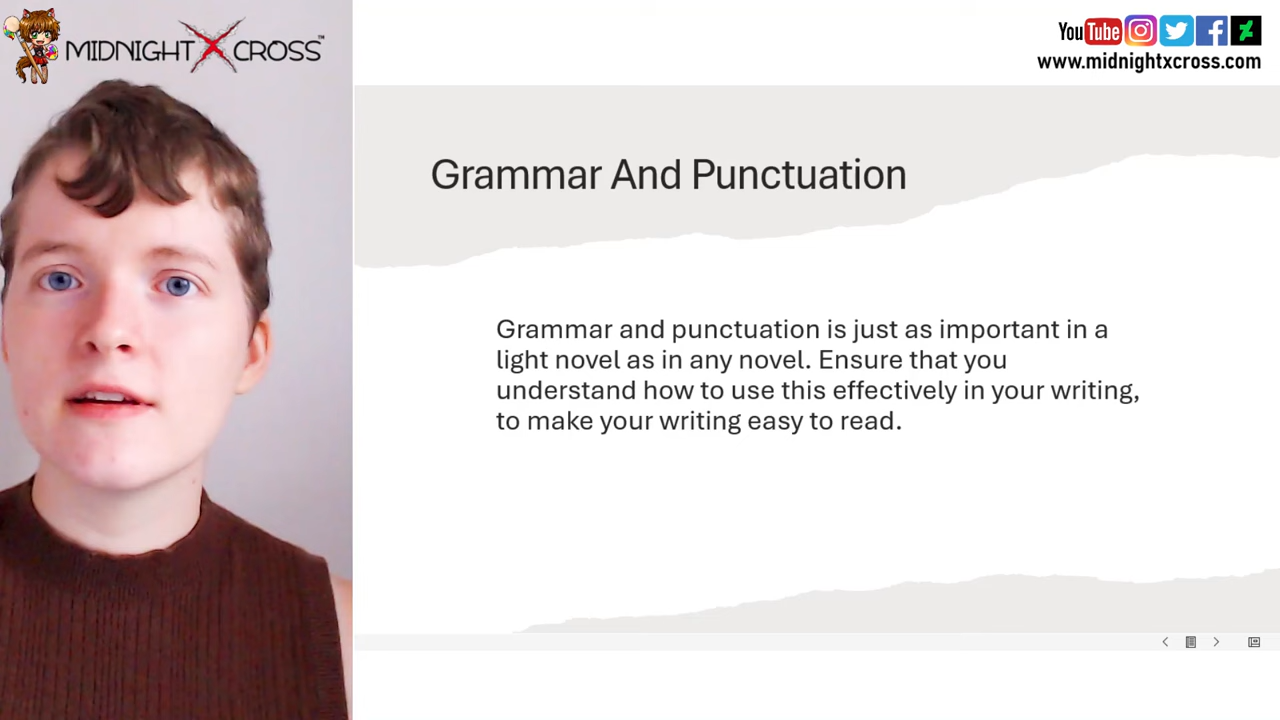 MIDNIGHT X CROSS™
YouTube
www.midnightxcross.com
Grammar And Punctuation
Grammar and punctuation is just as important in a
light novel as in any novel. Ensure that you
understand how to use this effectively in your writing,
to make your writing easy to read.